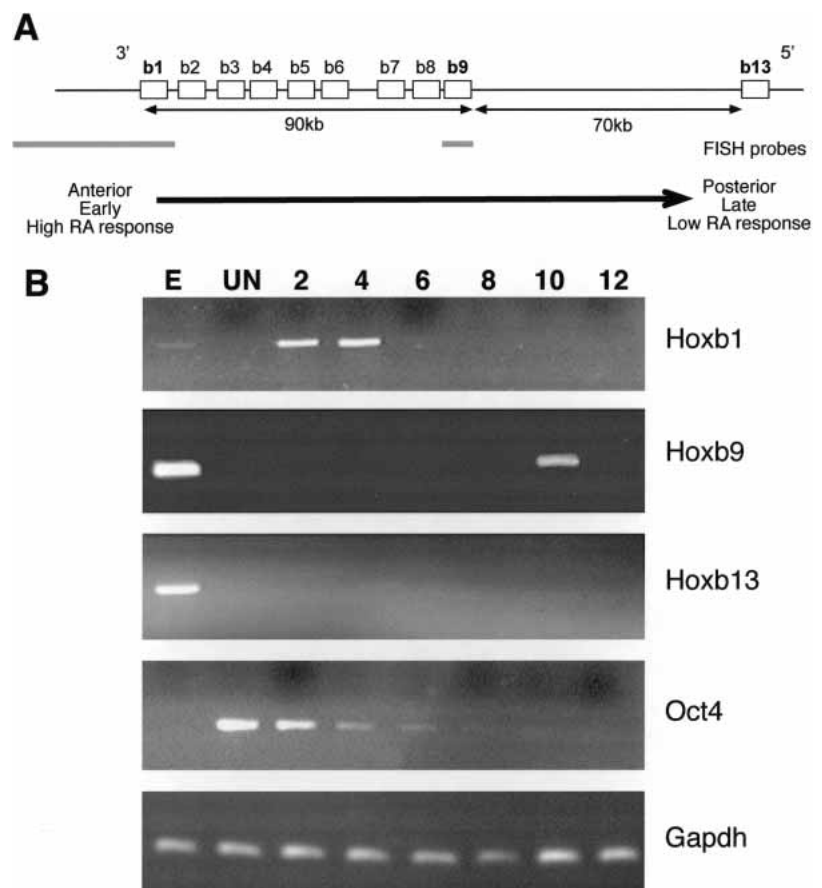 A
3’ 5’
b1 b2 b3 b4 b5 b6 b7 b8 b9 b13
90kb 70kb
FISH probes
Anterior
Early
High RA response
Posterior
Late
Low RA response
B
E UN 2 4 6 8 10 12
Hoxb1
Hoxb9
Hoxb13
Oct4
Gapdh